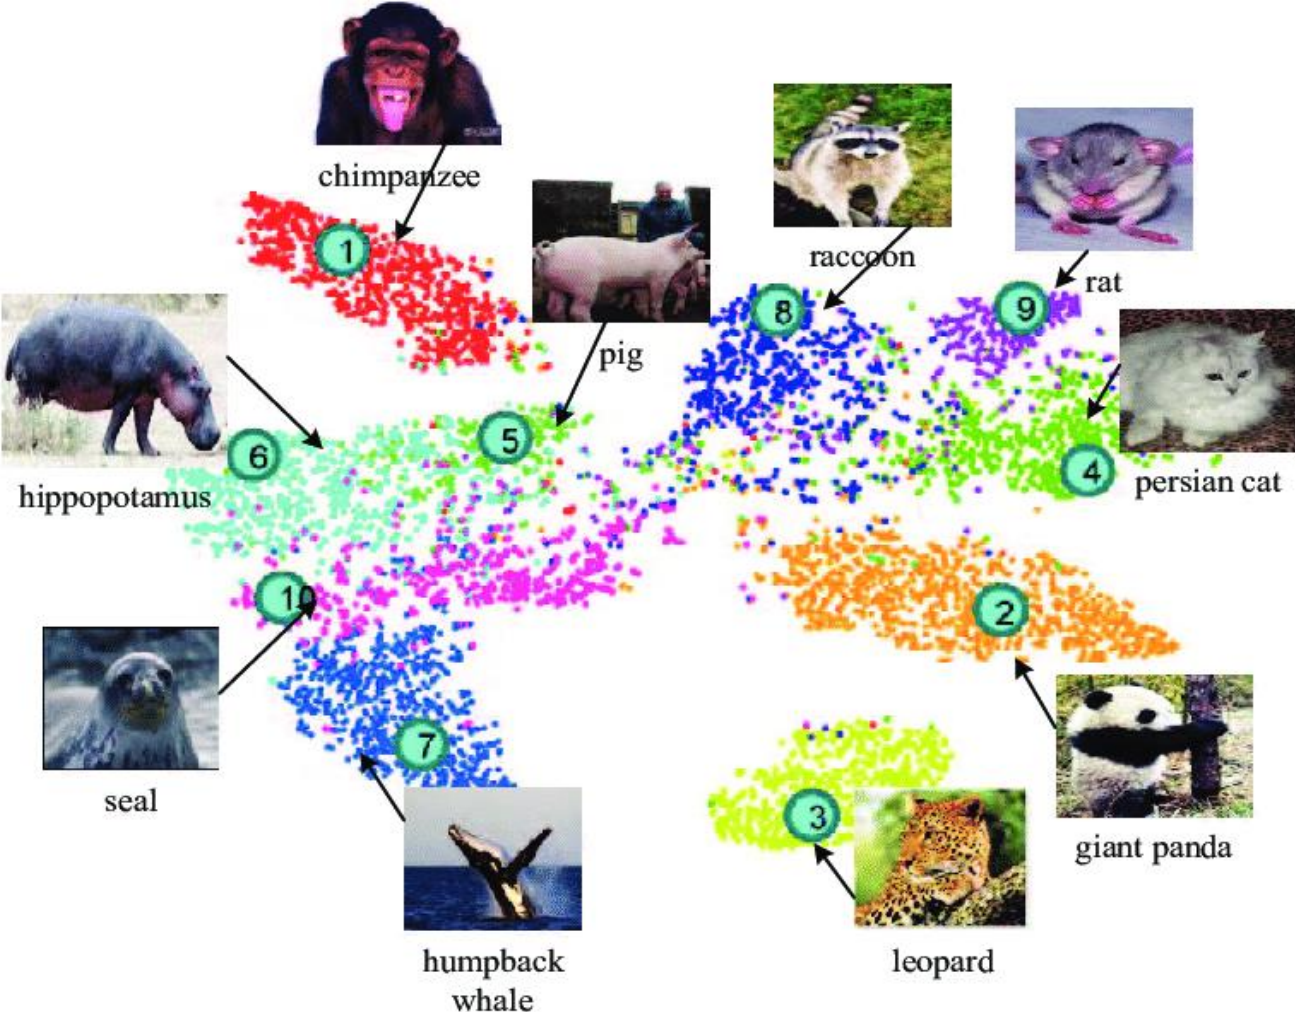 chimpanzee
1
pig
raccoon
8
rat
9
5
6
4
hippopotamus
persian cat
10
2
seal
7
3
giant panda
humpback
whale
leopard